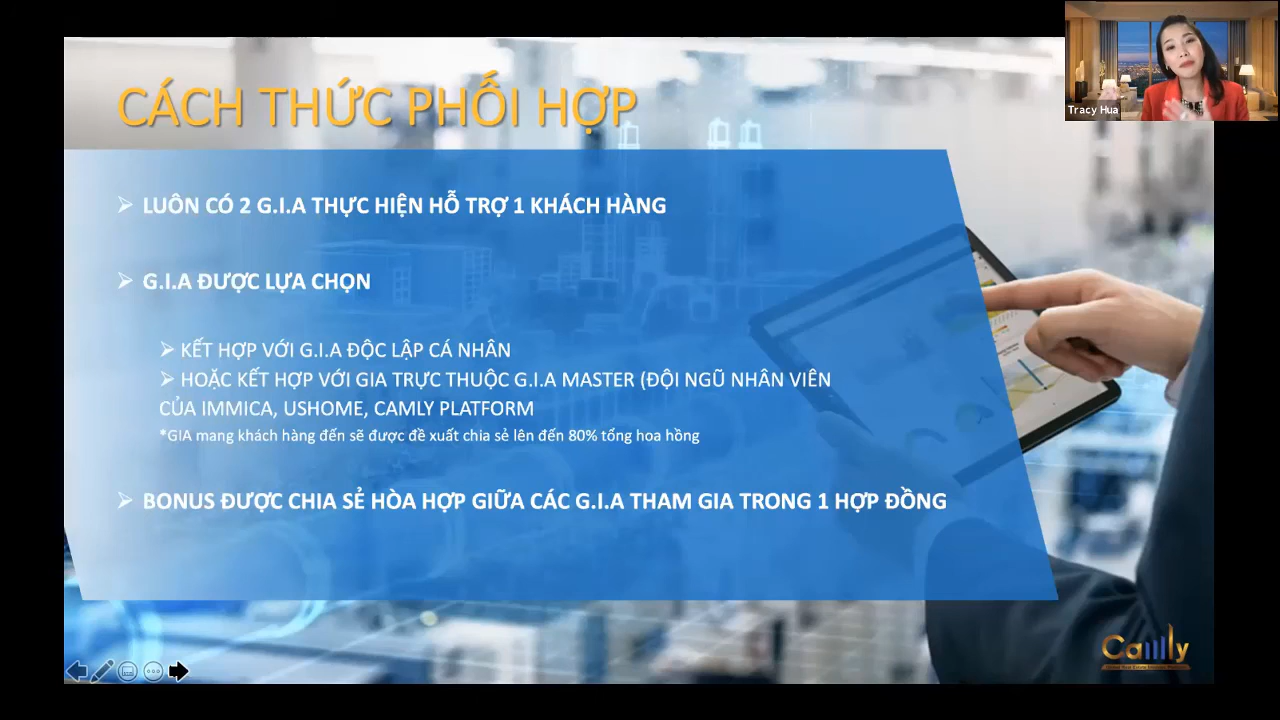 Tracy Hua
CÁCH THỨC PHỐI HỢP
LUÔN CÓ 2 G.I.A THỰC HIỆN HỖ TRỢ 1 KHÁCH HÀNG
G.I.A ĐƯỢC LỰA CHỌN
KẾT HỢP VỚI G.I.A ĐỘC LẬP CÁ NHÂN
HOẶC KẾT HỢP VỚI GIA TRỰC THUỘC G.I.A MASTER (ĐỘI NGŨ NHÂN VIÊN
CỦA IMMICA, USHOME, CAMLY PLATFORM
*GIA mang khách hàng đến sẽ được đề xuất chia sẻ lên đến 80% tổng hoa hồng
BONUS ĐƯỢC CHIA SẺ HÒA HỢP GIỮA CÁC G.I.A THAM GIA TRONG 1 HỢP ĐỒNG
Camly